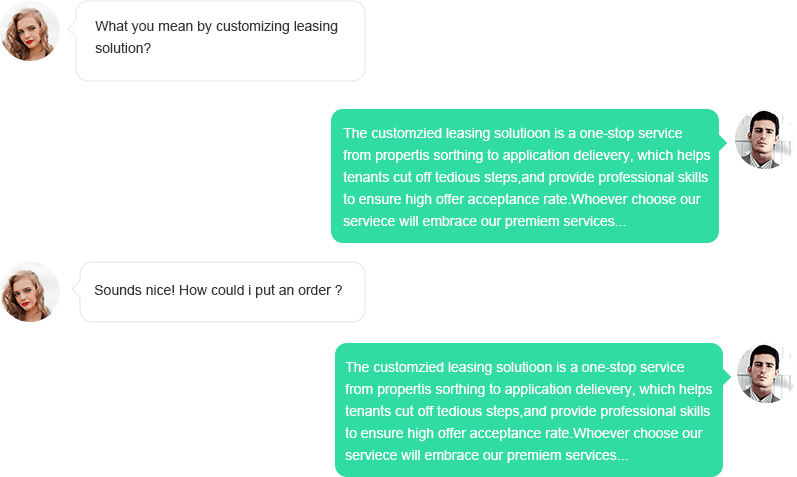 What you mean by customizing leasing
solution?
The customzied leasing solutioon is a one-stop service
from propertis sorthing to application delievery, which helps
tenants cut off tedious steps,and provide professional skills
to ensure high offer acceptance rate.Whoever choose our
serviece will embrace our premiem services...
Sounds nice! How could i put an order ?
The customzied leasing solutioon is a one-stop service
from propertis sorthing to application delievery, which helps
tenants cut off tedious steps,and provide professional skills
to ensure high offer acceptance rate.Whoever choose our
serviece will embrace our premiem services...